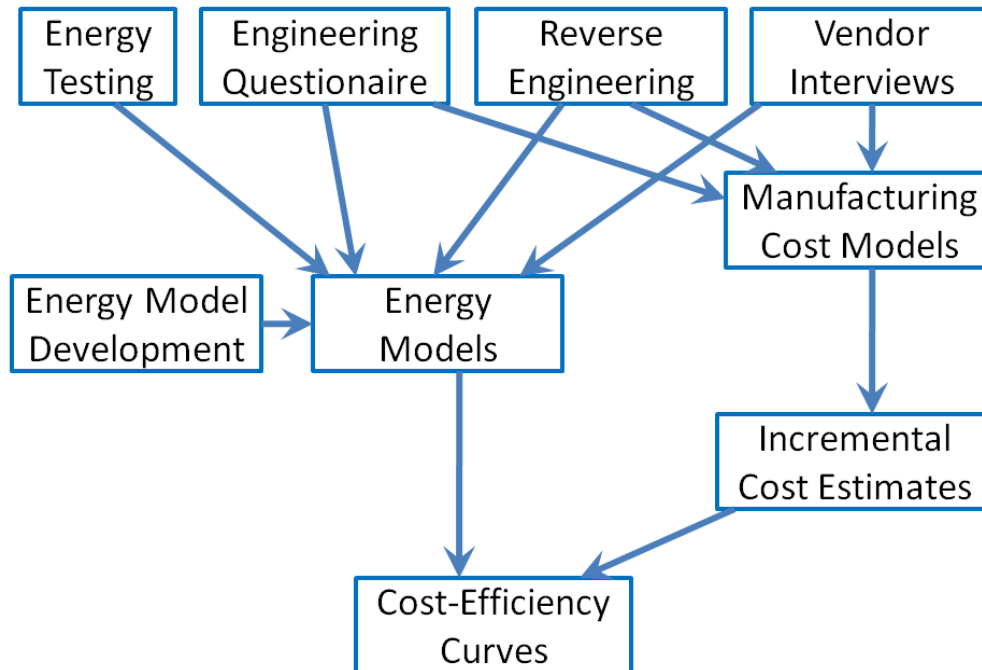 Energy
Testing
Engineering
Questionaire
Reverse
Engineering
Vendor
Interviews
Manufacturing
Cost Models
Energy Model
Development
Energy
Models
Incremental
Cost Estimates
Cost-Efficiency
Curves